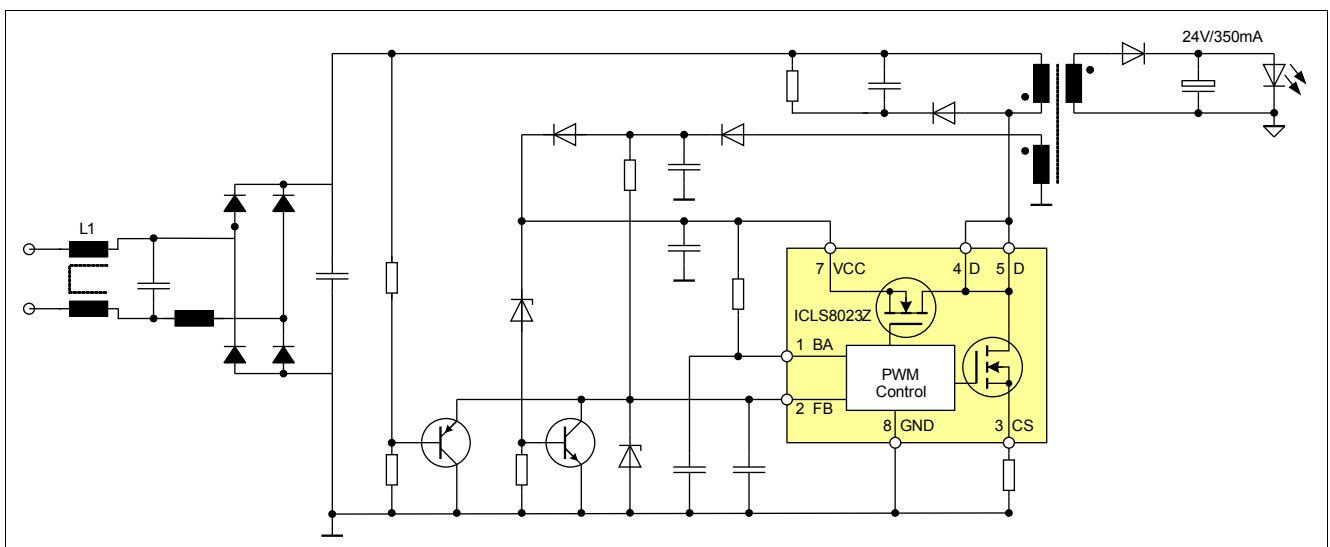 24V/350mA
L1
7 VCC
4 D
5 D
ICLS8023Z
1 BA
PWM
Control
2 FB
8 GND
3 CS